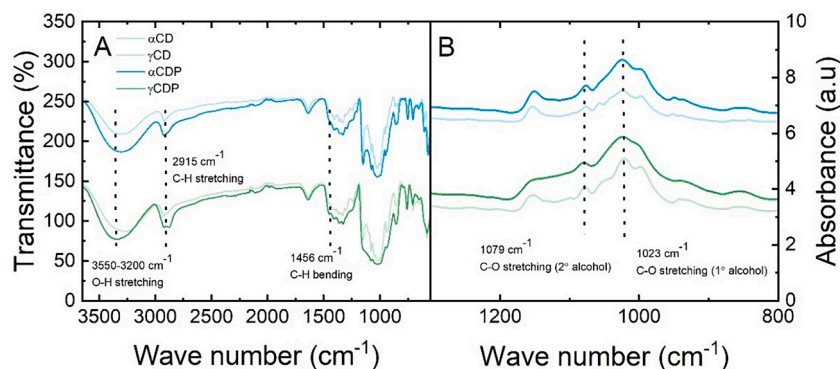 A
αCD
γCD
αCDP
γCDP
2915 cm⁻¹
C-H stretching
3550-3200 cm⁻¹
O-H stretching
1456 cm⁻¹
C-H bending
Transmittance (%)
350
300
250
200
150
100
50
0
3500 3000 2500 2000 1500 1000
Wave number (cm⁻¹)
B
1079 cm⁻¹
C-O stretching (2° alcohol)
1023 cm⁻¹
C-O stretching (1° alcohol)
1200 1000 800
Wave number (cm⁻¹)
10
8
6
4
2
0
Absorbance (a.u)